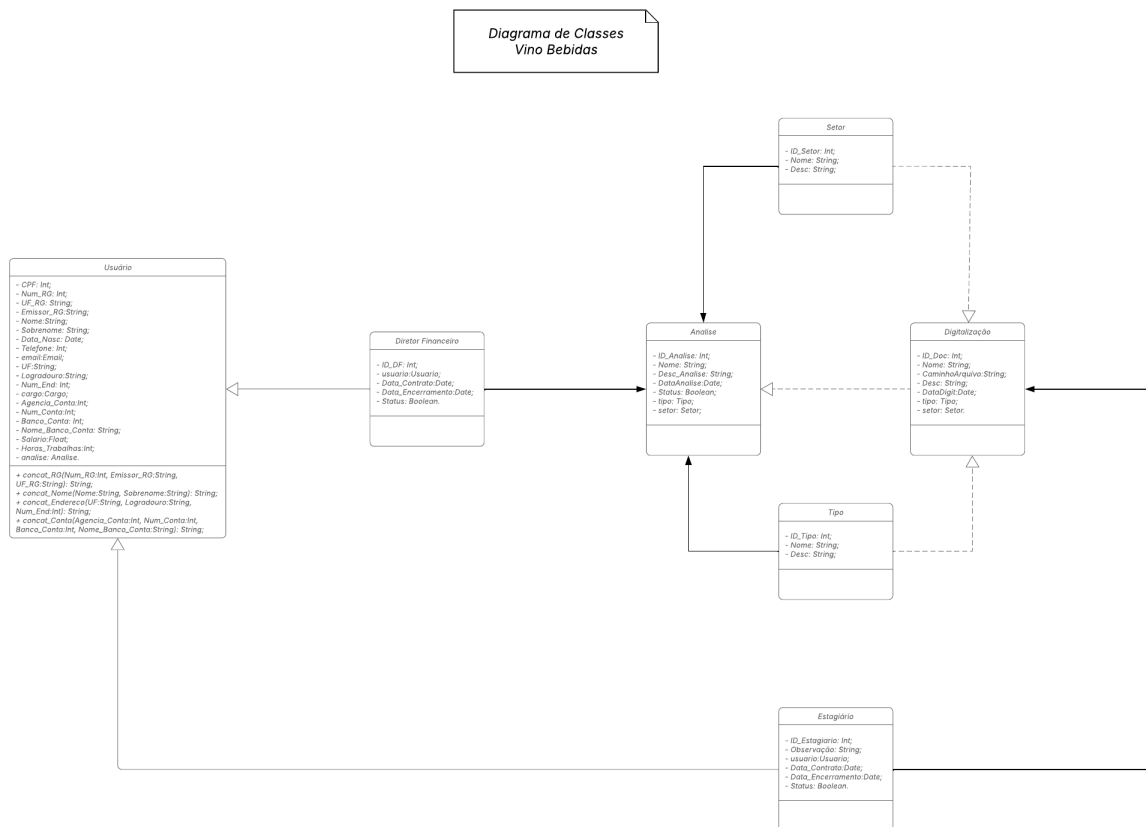 Diagrama de Classes
Vino Bebidas
Setor
- ID_Setor: Int;
- Nome: String;
- Desc: String;
Usuário
- CPF: Int;
- Num_RG: Int;
- UF_RG: String;
- Emissor_RG:String;
- Nome:String;
- Sobrenome: String;
- Data_Nasc: Date;
- Telefone: Int;
- email:Email;
- UF:String;
- Logradouro:String;
- Num_End: Int;
- cargo:Cargo;
- Agencia_Conta:Int;
- Num_Conta:Int;
- Banco_Conta: Int;
- Nome_Banco_Conta: String;
- Salario:Float;
- Horas_Trabalhas:Int;
- analise: Analise.
+ concat_RG(Num_RG:Int, Emissor_RG:String,
UF_RG:String): String;
+ concat_Nome(Nome:String, Sobrenome:String): String;
+ concat_Endereco(UF:String, Logradouro:String,
Num_End:Int): String;
+ concat_Conta(Agencia_Conta:Int, Num_Conta:Int,
Banco_Conta:Int, Nome_Banco_Conta:String): String;
Diretor Financeiro
- ID_DF: Int;
- usuario:Usuario;
- Data_Contrato:Date;
- Data_Encerramento:Date;
- Status: Boolean.
Analise
- ID_Analise: Int;
- Nome: String;
- Desc_Analise: String;
- DataAnalise:Date;
- Status: Boolean;
- tipo: Tipo;
- setor: Setor;
Digitalização
- ID_Doc: Int;
- Nome: String;
- CaminhoArquivo:String;
- Desc: String;
- DataDigit:Date;
- tipo: Tipo;
- setor: Setor.
Tipo
- ID_Tipo: Int;
- Nome: String;
- Desc: String;
Estagiário
- ID_Estagiario: Int;
- Observação: String;
- usuario:Usuario;
- Data_Contrato:Date;
- Data_Encerramento:Date;
- Status: Boolean.